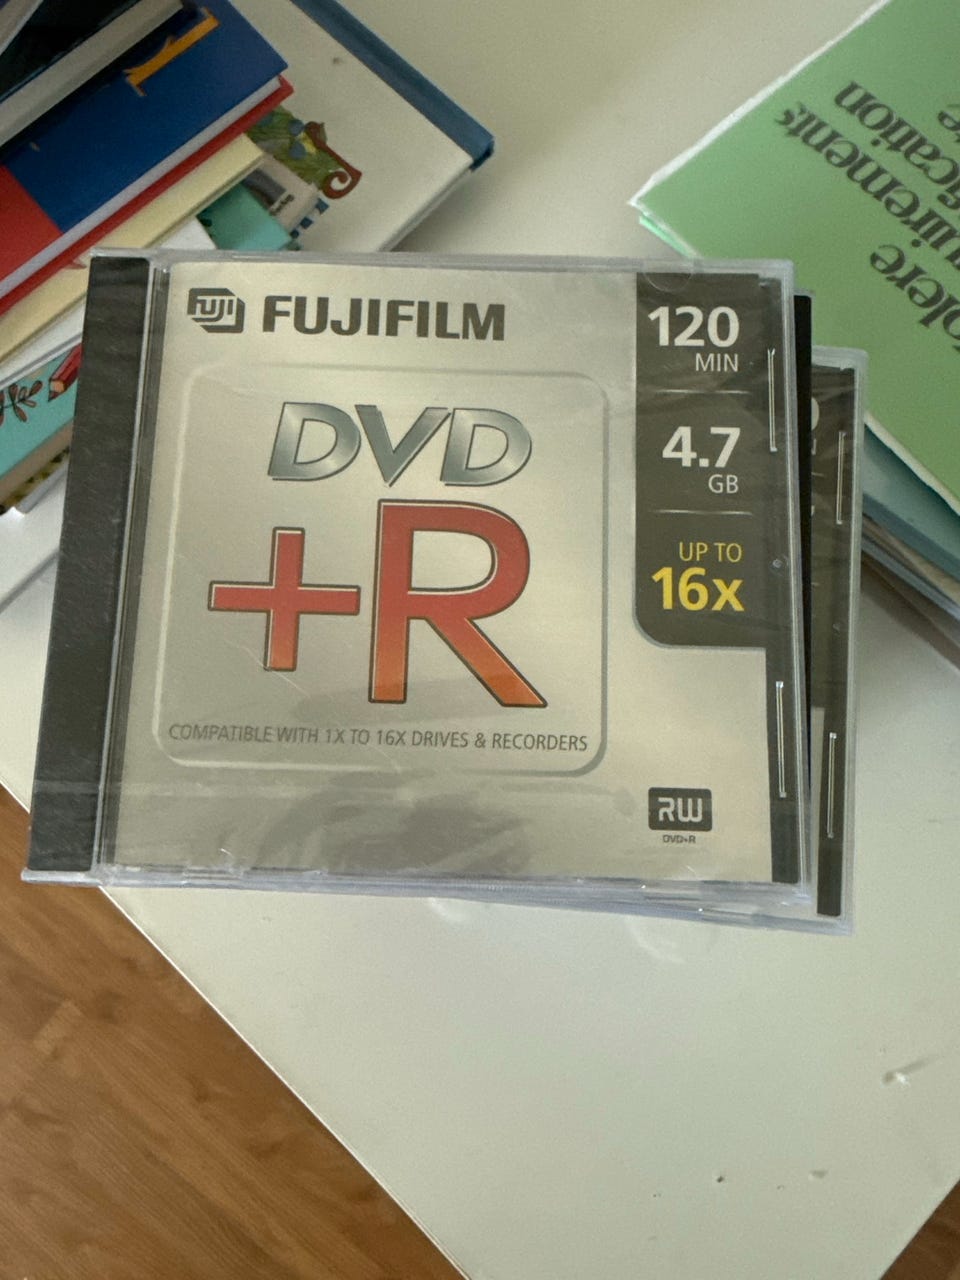 FUJI FUJIFILM
DVD
+R
COMPATIBLE WITH 1X TO 16X DRIVES & RECORDERS
120
MIN
4.7
GB
UP TO
16x
RW
DVD+R